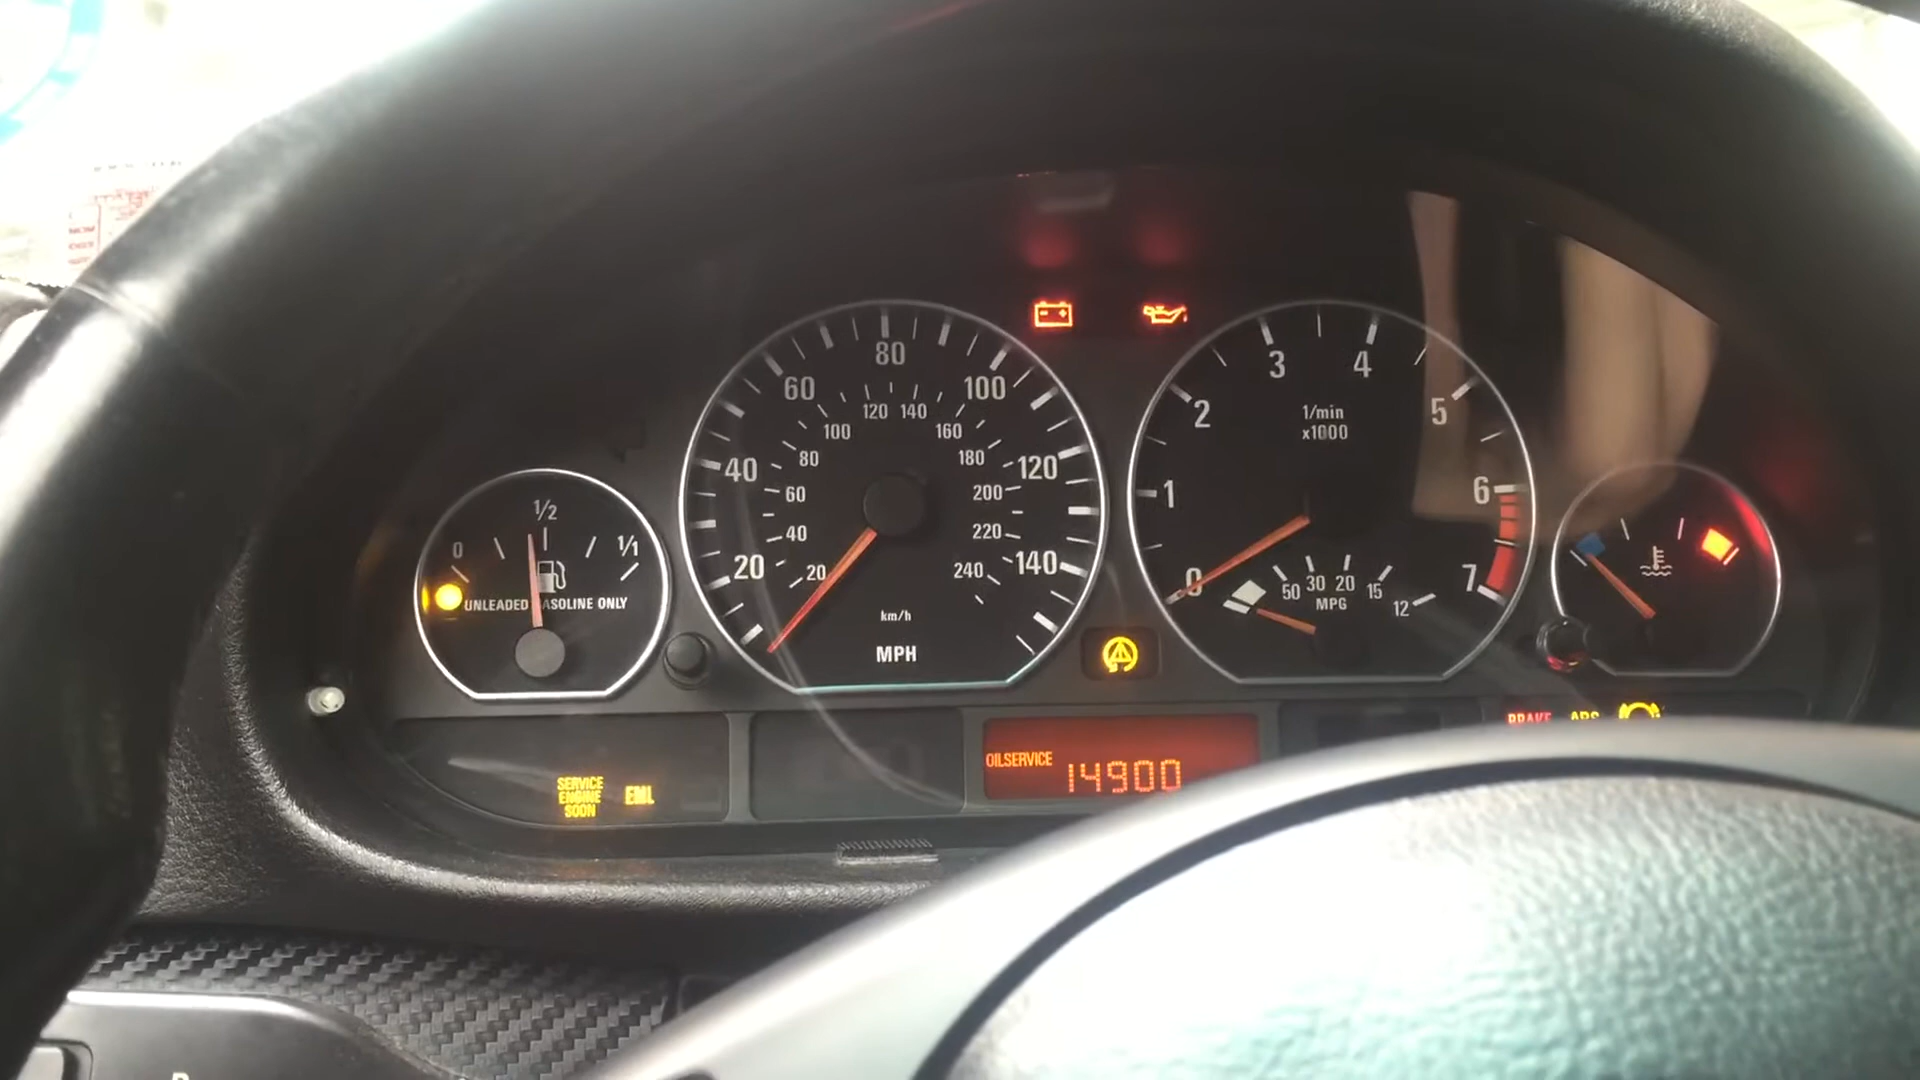 0
1/2
1/1
UNLEADED GASOLINE ONLY
20
40
60
80
100
120
140
20
40
60
80
100
120
140
160
180
200
220
240
km/h
MPH
0
1
2
3
4
5
6
7
1/min
x1000
50
30
20
15
12
MPG
SERVICE
ENGINE
SOON
EML
OILSERVICE
14900
BRAKE
ABS